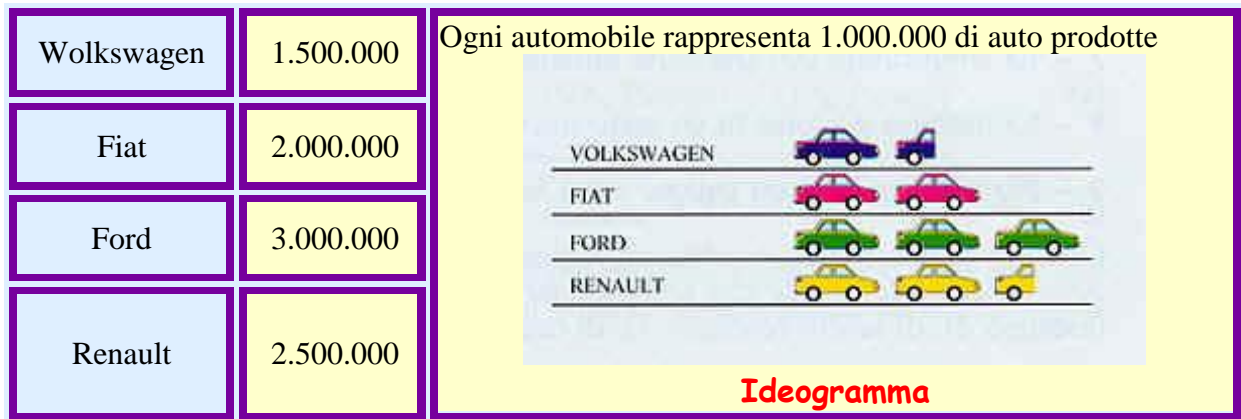 Wolkswagen 1.500.000
Fiat 2.000.000
Ford 3.000.000
Renault 2.500.000
Ogni automobile rappresenta 1.000.000 di auto prodotte
VOLKSWAGEN
FIAT
FORD
RENAULT
Ideogramma